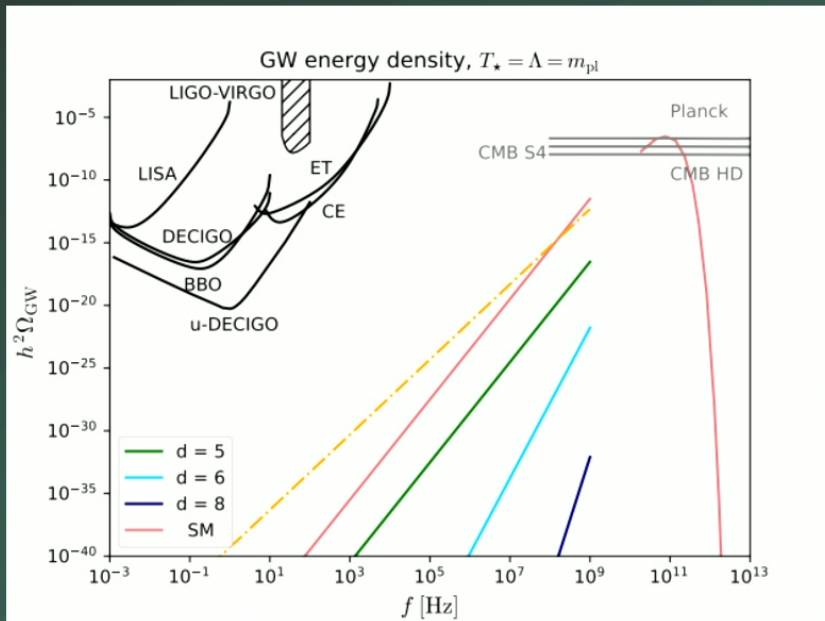 GW energy density, T⋆ = Λ = m_pl
LIGO-VIRGO
Planck
LISA
ET
CMB S4
CMB HD
CE
DECIGO
BBO
u-DECIGO
h²Ω_GW
10⁻⁵
10⁻¹⁰
10⁻¹⁵
10⁻²⁰
10⁻²⁵
10⁻³⁰
10⁻³⁵
10⁻⁴⁰
d = 5
d = 6
d = 8
SM
10⁻³ 10⁻¹ 10¹ 10³ 10⁵ 10⁷ 10⁹ 10¹¹ 10¹³
f [Hz]